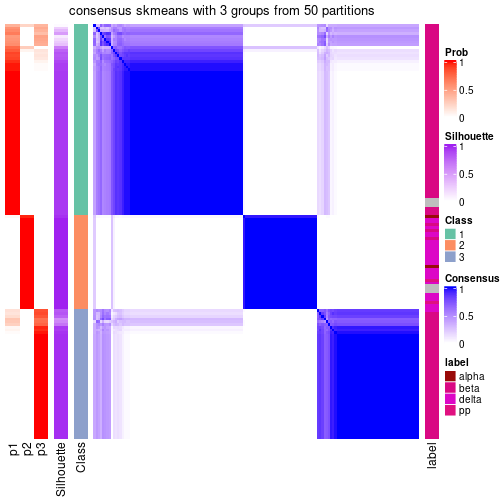 consensus skmeans with 3 groups from 50 partitions
Prob
1
0.5
0
Silhouette
1
0.5
0
Class
1
2
3
Consensus
1
0.5
0
label
alpha
beta
delta
pp
p1
p2
p3
Silhouette
Class
label